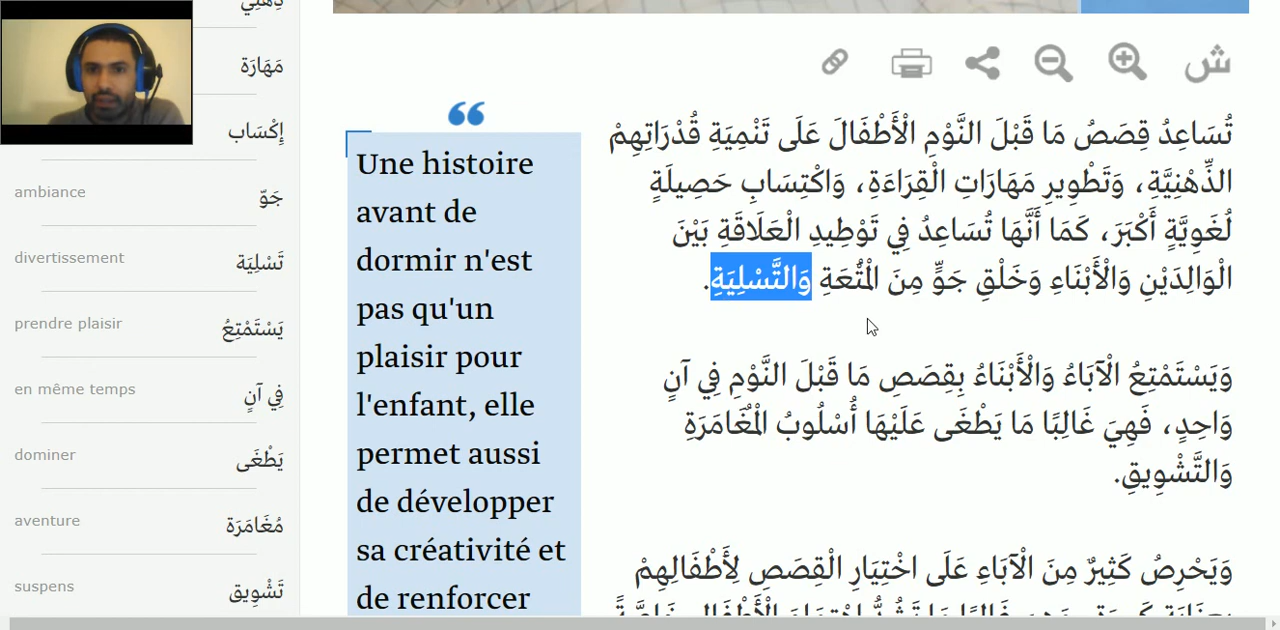 ذِهْنِيّ
مَهَارَة
إِكْسَاب
ambiance جَوّ
divertissement تَسْلِيَة
prendre plaisir يَسْتَمْتِعُ
en même temps فِي آنٍ
dominer يَطْغَى
aventure مُغَامَرَة
suspens تَشْوِيق
ش
“
Une histoire
avant de
dormir n'est
pas qu'un
plaisir pour
l'enfant, elle
permet aussi
de développer
sa créativité et
de renforcer
تُسَاعِدُ قِصَصُ مَا قَبْلَ النَّوْمِ الْأَطْفَالَ عَلَى تَنْمِيَةِ قُدْرَاتِهِمْ
الذِّهْنِيَّةِ، وَتَطْوِيرِ مَهَارَاتِ الْقِرَاءَةِ، وَاكْتِسَابِ حَصِيلَةٍ
لُغَوِيَّةٍ أَكْبَرَ، كَمَا أَنَّهَا تُسَاعِدُ فِي تَوْطِيدِ الْعَلَاقَةِ بَيْنَ
الْوَالِدَيْنِ وَالْأَبْنَاءِ وَخَلْقِ جَوٍّ مِنَ الْمُتْعَةِ وَالتَّسْلِيَةِ.
وَيَسْتَمْتِعُ الْآبَاءُ وَالْأَبْنَاءُ بِقِصَصِ مَا قَبْلَ النَّوْمِ فِي آنٍ
وَاحِدٍ، فَهِيَ غَالِبًا مَا يَطْغَى عَلَيْهَا أُسْلُوبُ الْمُغَامَرَةِ
وَالتَّشْوِيقِ.
وَيَحْرِصُ كَثِيرٌ مِنَ الْآبَاءِ عَلَى اخْتِيَارِ الْقِصَصِ لِأَطْفَالِهِمْ